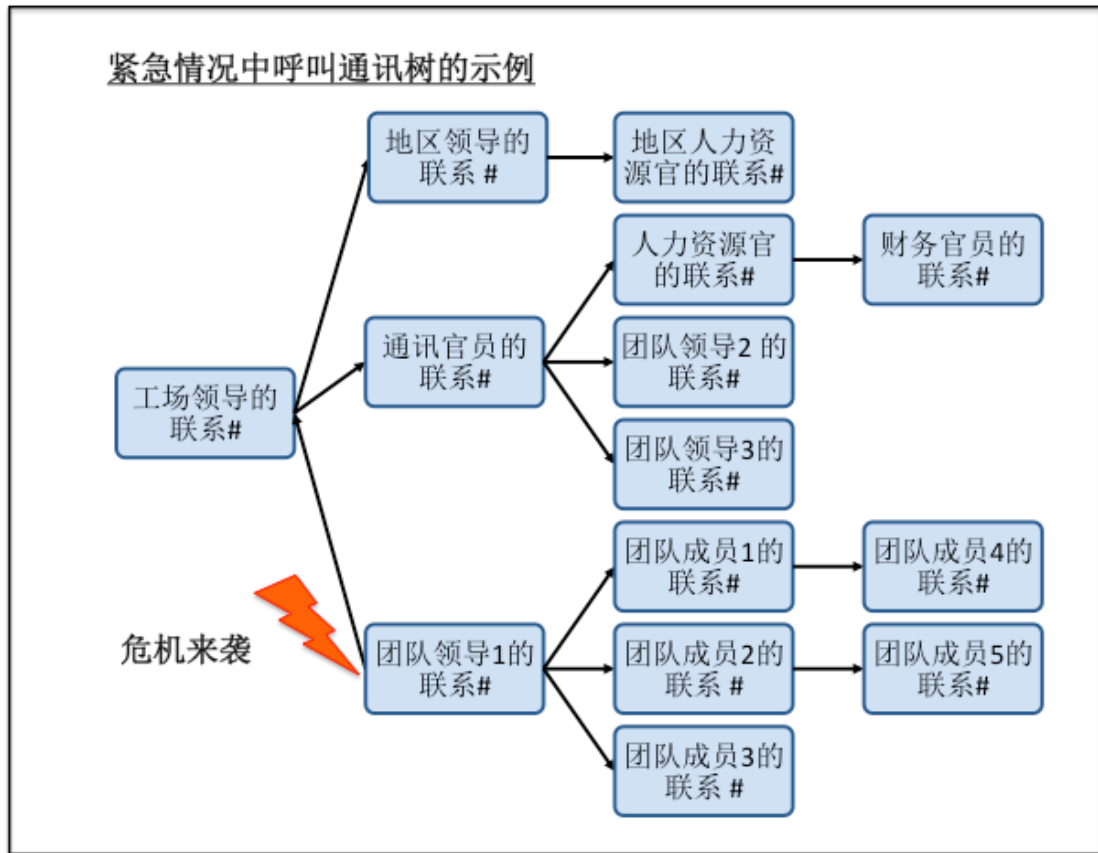 紧急情况中呼叫通讯树的示例
地区领导的
联系 #
地区人力资
源官的联系#
人力资源官
的联系#
财务官员的
联系#
通讯官员的
联系#
团队领导2 的
联系#
工场领导的
联系#
团队领导3的
联系#
团队成员1的
联系#
团队成员4的
联系#
危机来袭
团队领导1的
联系#
团队成员2的
联系 #
团队成员5的
联系#
团队成员3的
联系 #